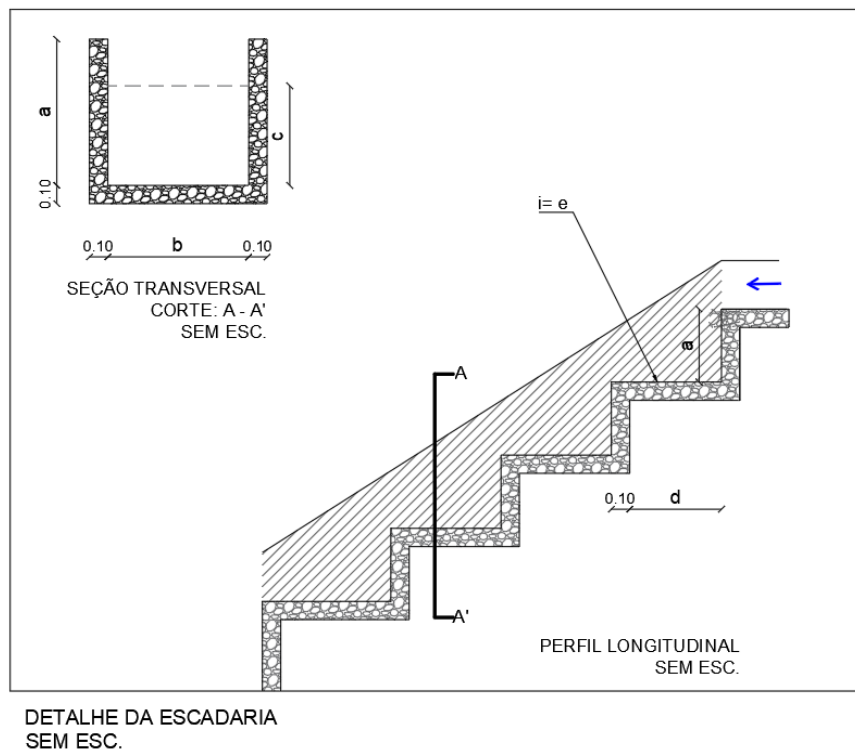 a
c
0.10
0.10
b
0.10
SEÇÃO TRANSVERSAL
CORTE: A - A'
SEM ESC.
i= e
a
A
0.10
d
A'
PERFIL LONGITUDINAL
SEM ESC.
DETALHE DA ESCADARIA
SEM ESC.